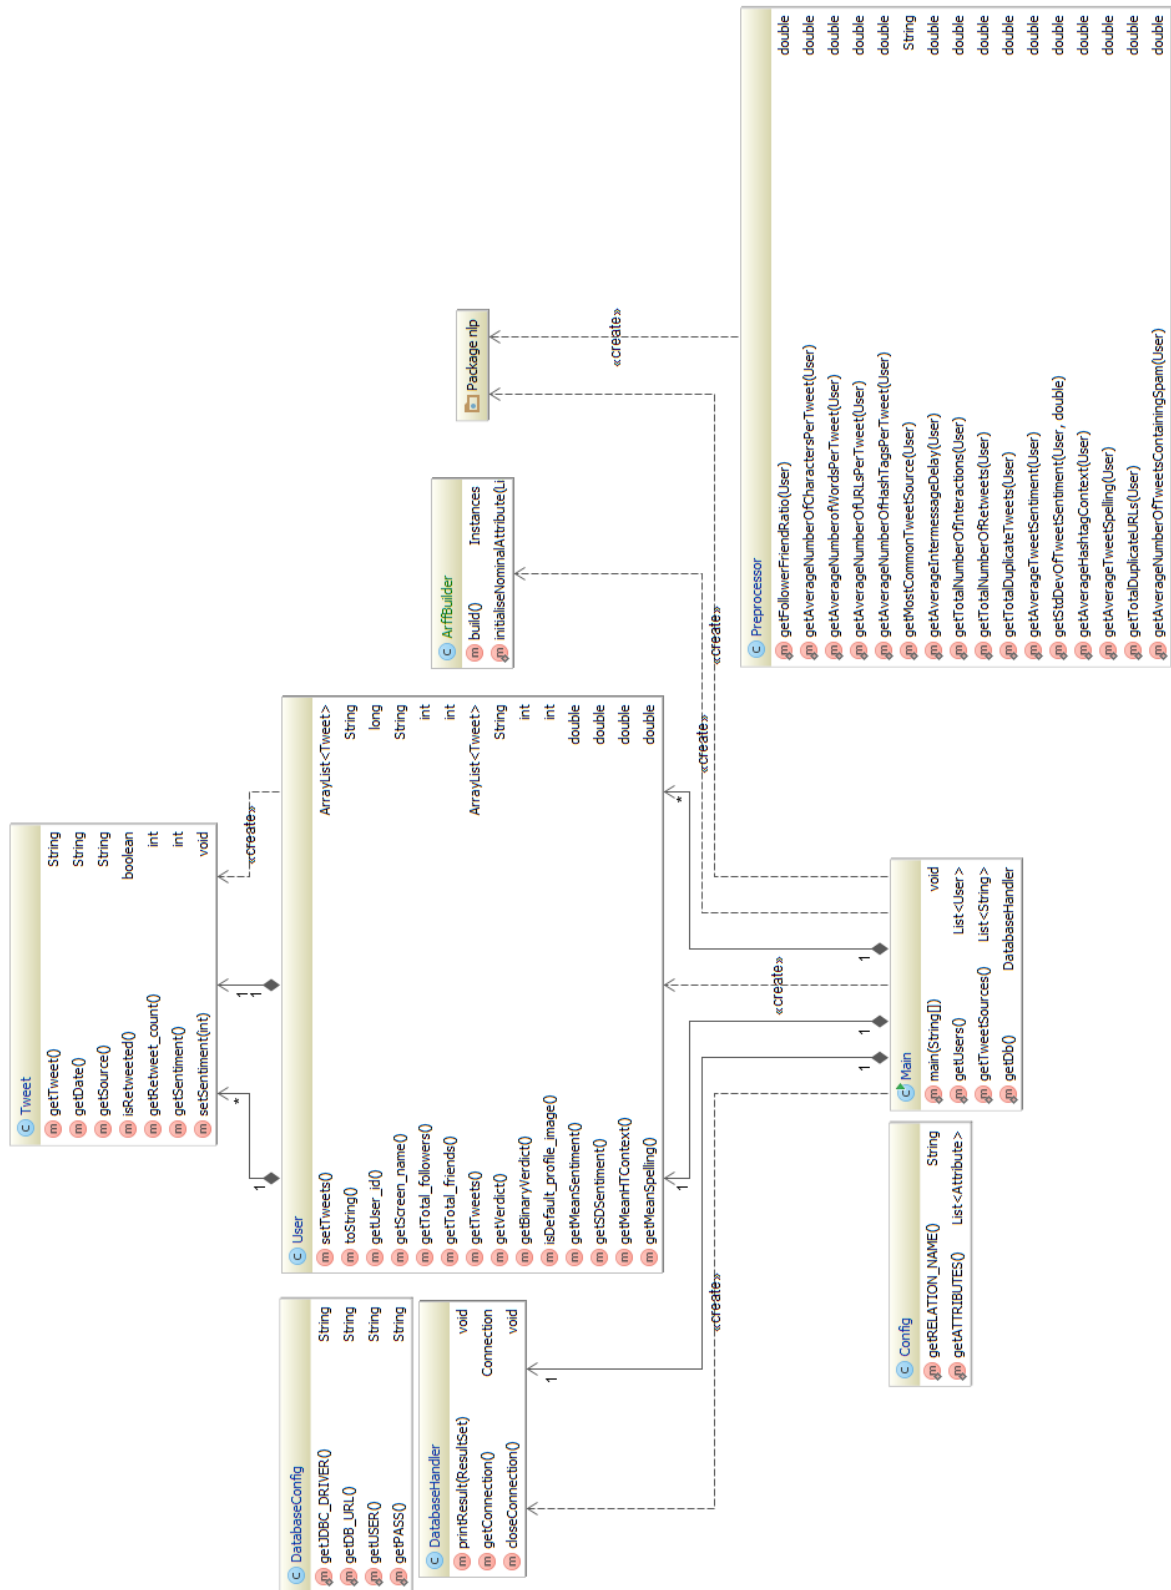 Tweet
getTweet() String
getDate() String
getSource() String
isRetweeted() boolean
getRetweet_count() int
getSentiment() int
setSentiment(int) void
* 1
1 1
«create»
DatabaseConfig
getJDBC_DRIVER() String
getDB_URL() String
getUSER() String
getPASS() String
DatabaseHandler
printResult(ResultSet) void
getConnection() Connection
closeConnection() void
User
setTweets() ArrayList<Tweet>
toString() String
getUser_id() long
getScreen_name() String
getTotal_followers() int
getTotal_friends() int
getTweets() ArrayList<Tweet>
getVerdict() String
getBinaryVerdict() int
isDefault_profile_image() int
getMeanSentiment() double
getSDSentiment() double
getMeanHTContext() double
getMeanSpelling() double
ArffBuilder
build() Instances
initialiseNominalAttribute(Li
Package nlp
«create»
1
1
*
«create»
«create»
«create»
«create»
1
1
1
Config
getRELATION_NAME() String
getATTRIBUTES() List<Attribute>
Main
main(String[]) void
getUsers() List<User>
getTweetSources() List<String>
getDb() DatabaseHandler
Preprocessor
getFollowerFriendRatio(User) double
getAverageNumberOfCharactersPerTweet(User) double
getAverageNumberofWordsPerTweet(User) double
getAverageNumberOfURLsPerTweet(User) double
getAverageNumberOfHashTagsPerTweet(User) double
getMostCommonTweetSource(User) String
getAverageIntermessageDelay(User) double
getTotalNumberOfInteractions(User) double
getTotalNumberOfRetweets(User) double
getTotalDuplicateTweets(User) double
getAverageTweetSentiment(User) double
getStdDevOfTweetSentiment(User, double) double
getAverageHashtagContext(User) double
getAverageTweetSpelling(User) double
getTotalDuplicateURLs(User) double
getAverageNumberOfTweetsContainingSpam(User) double